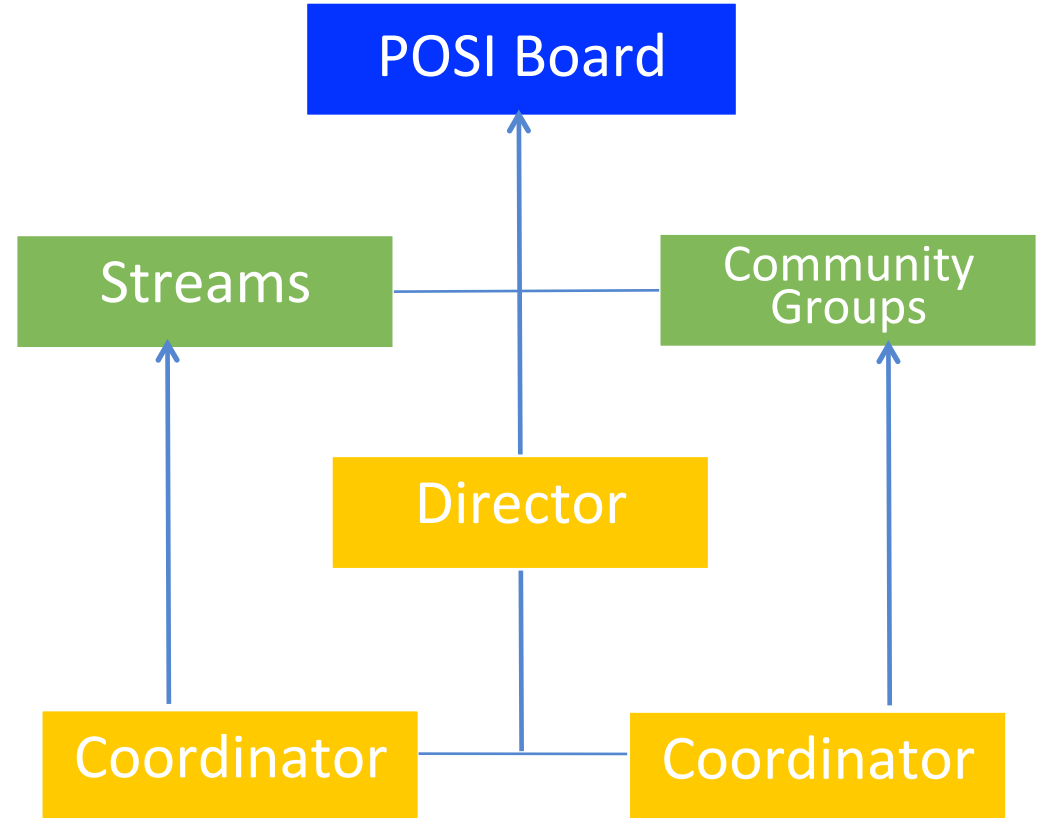 POSI Board
Streams
Community
Groups
Director
Coordinator
Coordinator